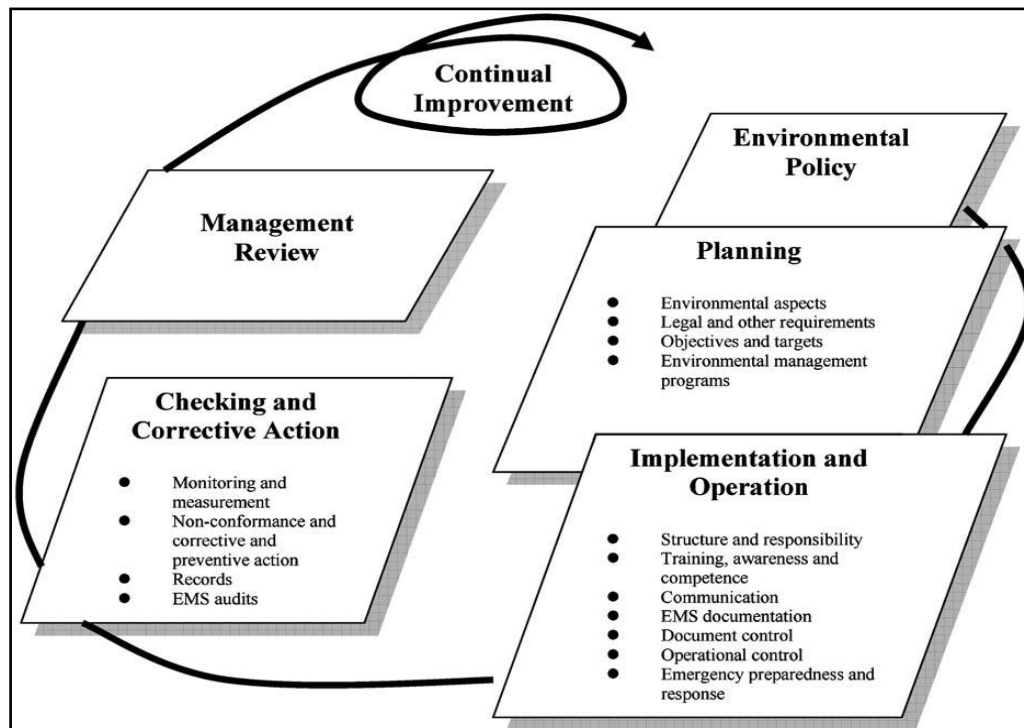 Continual
Improvement
Environmental
Policy
Management
Review
Planning
● Environmental aspects
● Legal and other requirements
● Objectives and targets
● Environmental management
programs
Checking and
Corrective Action
● Monitoring and
measurement
● Non-conformance and
corrective and
preventive action
● Records
● EMS audits
Implementation and
Operation
● Structure and responsibility
● Training, awareness and
competence
● Communication
● EMS documentation
● Document control
● Operational control
● Emergency preparedness and
response